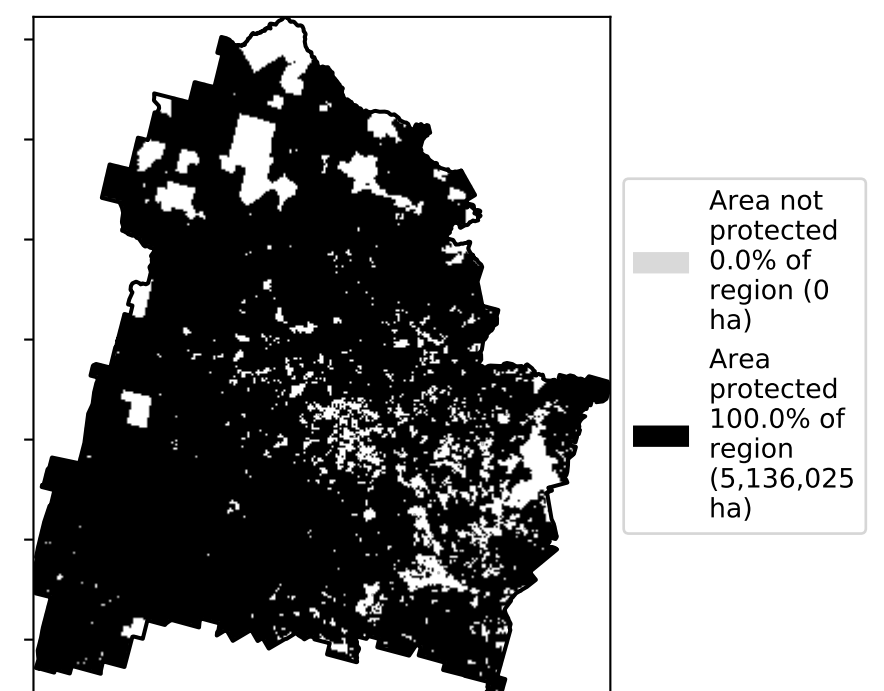 Area not
protected
0.0% of
region (0
ha)
Area
protected
100.0% of
region
(5,136,025
ha)